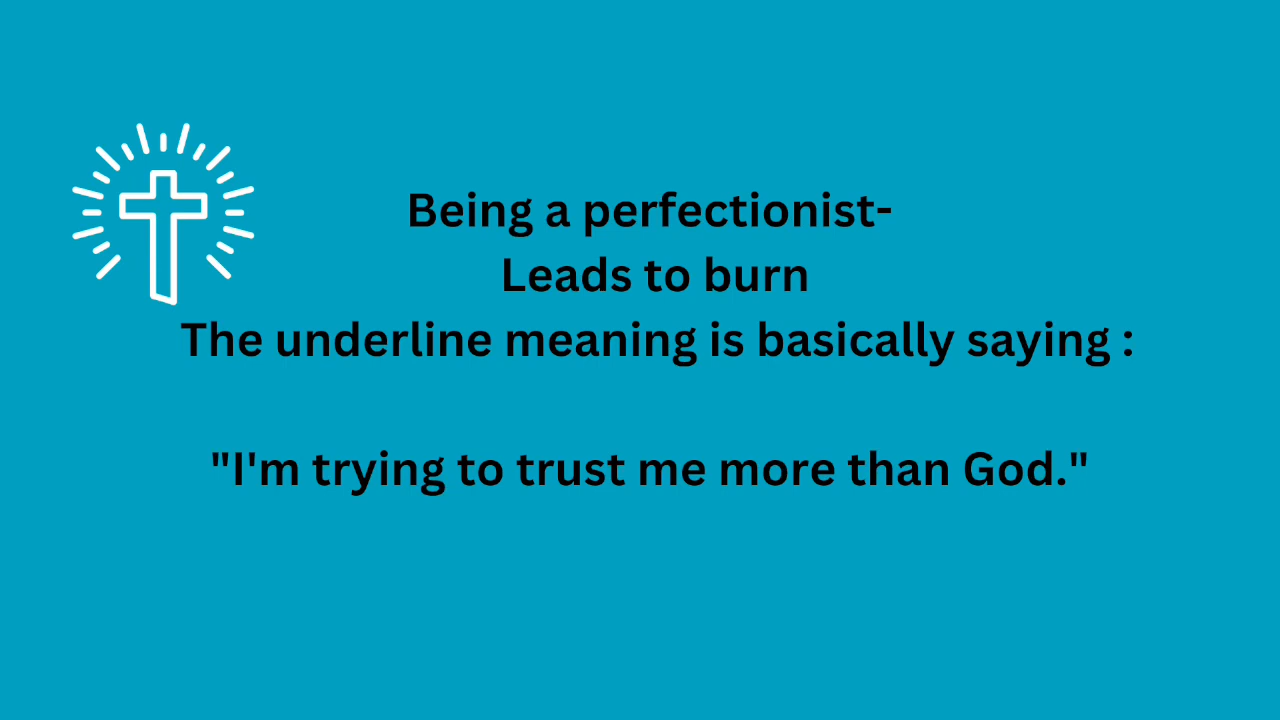 Being a perfectionist-
Leads to burn
The underline meaning is basically saying :
"I'm trying to trust me more than God."